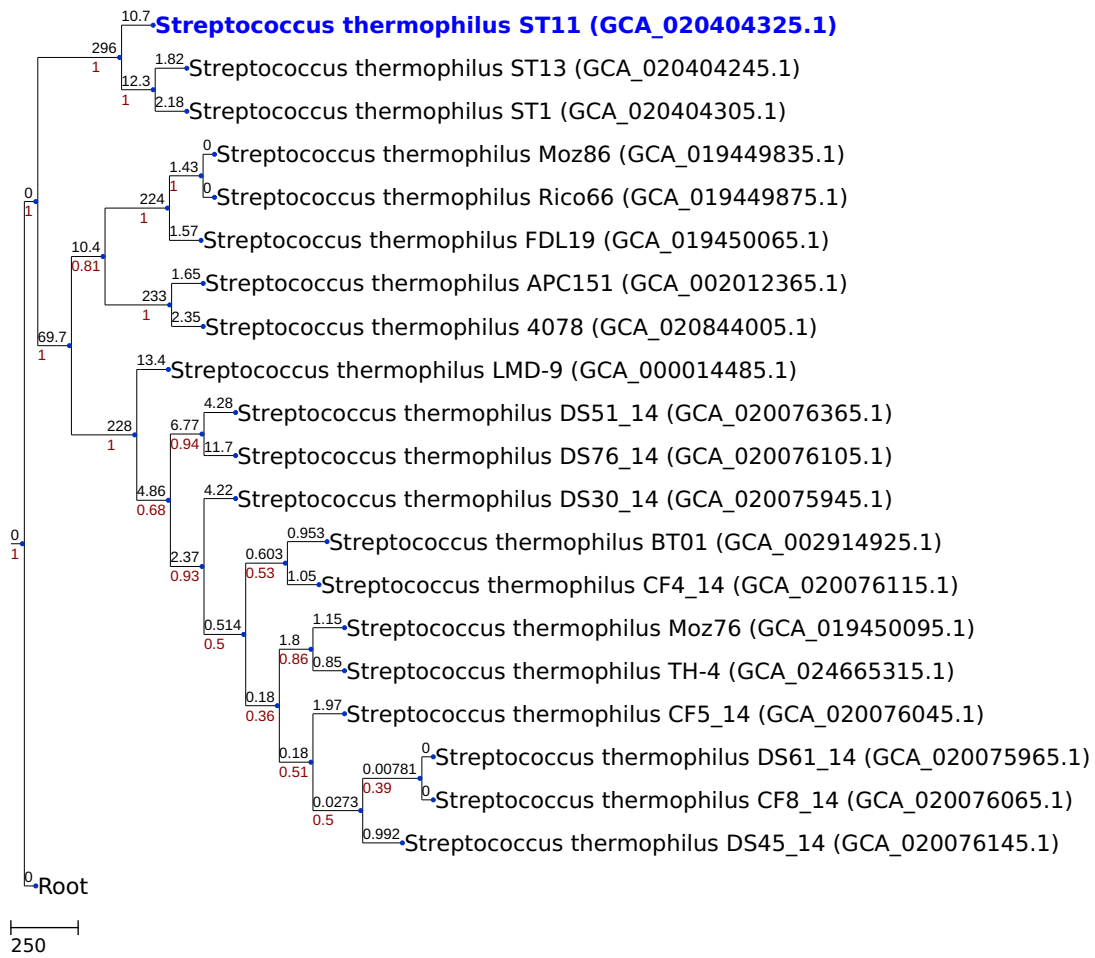 10.7
Streptococcus thermophilus ST11 (GCA_020404325.1)
296
1
1.82
Streptococcus thermophilus ST13 (GCA_020404245.1)
12.3
1
2.18
Streptococcus thermophilus ST1 (GCA_020404305.1)
0
Streptococcus thermophilus Moz86 (GCA_019449835.1)
1.43
1
0
Streptococcus thermophilus Rico66 (GCA_019449875.1)
0
1
224
1
1.57
Streptococcus thermophilus FDL19 (GCA_019450065.1)
10.4
0.81
1.65
Streptococcus thermophilus APC151 (GCA_002012365.1)
233
1
2.35
Streptococcus thermophilus 4078 (GCA_020844005.1)
69.7
1
13.4
Streptococcus thermophilus LMD-9 (GCA_000014485.1)
4.28
Streptococcus thermophilus DS51_14 (GCA_020076365.1)
228
1
6.77
0.94
11.7
Streptococcus thermophilus DS76_14 (GCA_020076105.1)
4.86
0.68
4.22
Streptococcus thermophilus DS30_14 (GCA_020075945.1)
0
1
0.953
Streptococcus thermophilus BT01 (GCA_002914925.1)
2.37
0.93
0.603
0.53
1.05
Streptococcus thermophilus CF4_14 (GCA_020076115.1)
1.15
Streptococcus thermophilus Moz76 (GCA_019450095.1)
0.514
0.5
1.8
0.86
0.85
Streptococcus thermophilus TH-4 (GCA_024665315.1)
0.18
0.36
1.97
Streptococcus thermophilus CF5_14 (GCA_020076045.1)
0.18
0.51
0
Streptococcus thermophilus DS61_14 (GCA_020075965.1)
0.00781
0.39
0
Streptococcus thermophilus CF8_14 (GCA_020076065.1)
0.0273
0.5
0.992
Streptococcus thermophilus DS45_14 (GCA_020076145.1)
0
Root
250